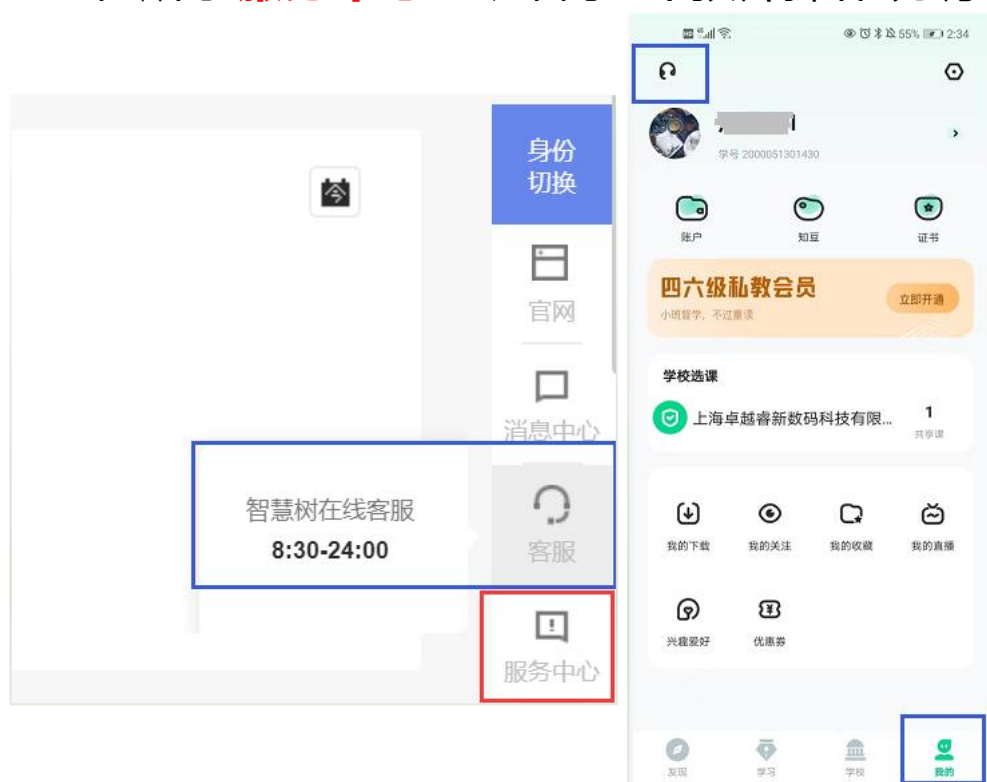 身份
切换
官网
消息中心
智慧树在线客服
8:30-24:00
客服
服务中心
今
55% 2:34
学号 2000051301430
账户
知豆
证书
四六级私教会员
小班督学，不过重读
立即开通
学校选课
上海卓越睿新数码科技有限...
1
共享课
我的下载
我的关注
我的收藏
我的直播
兴趣爱好
优惠券
发现
学习
学校
我的